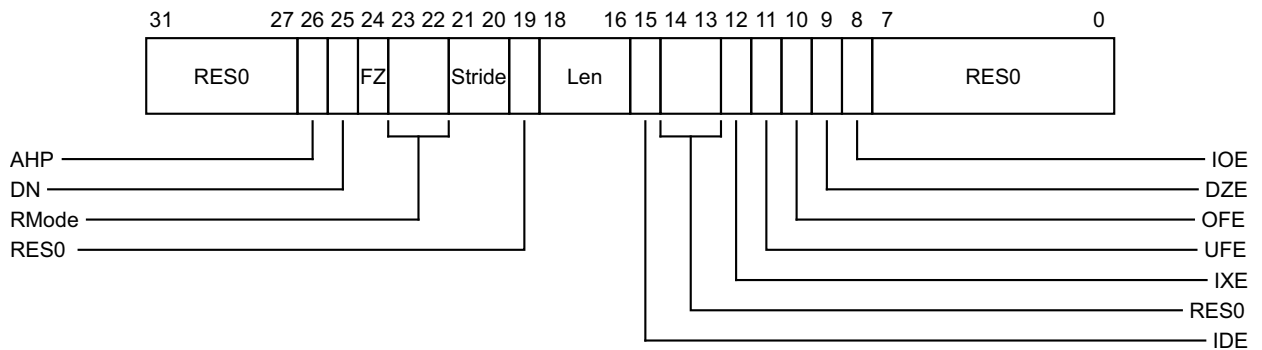 31 27 26 25 24 23 22 21 20 19 18 16 15 14 13 12 11 10 9 8 7 0
RES0 FZ Stride Len RES0
AHP IOE
DN DZE
RMode OFE
RES0 UFE
IXE
RES0
IDE